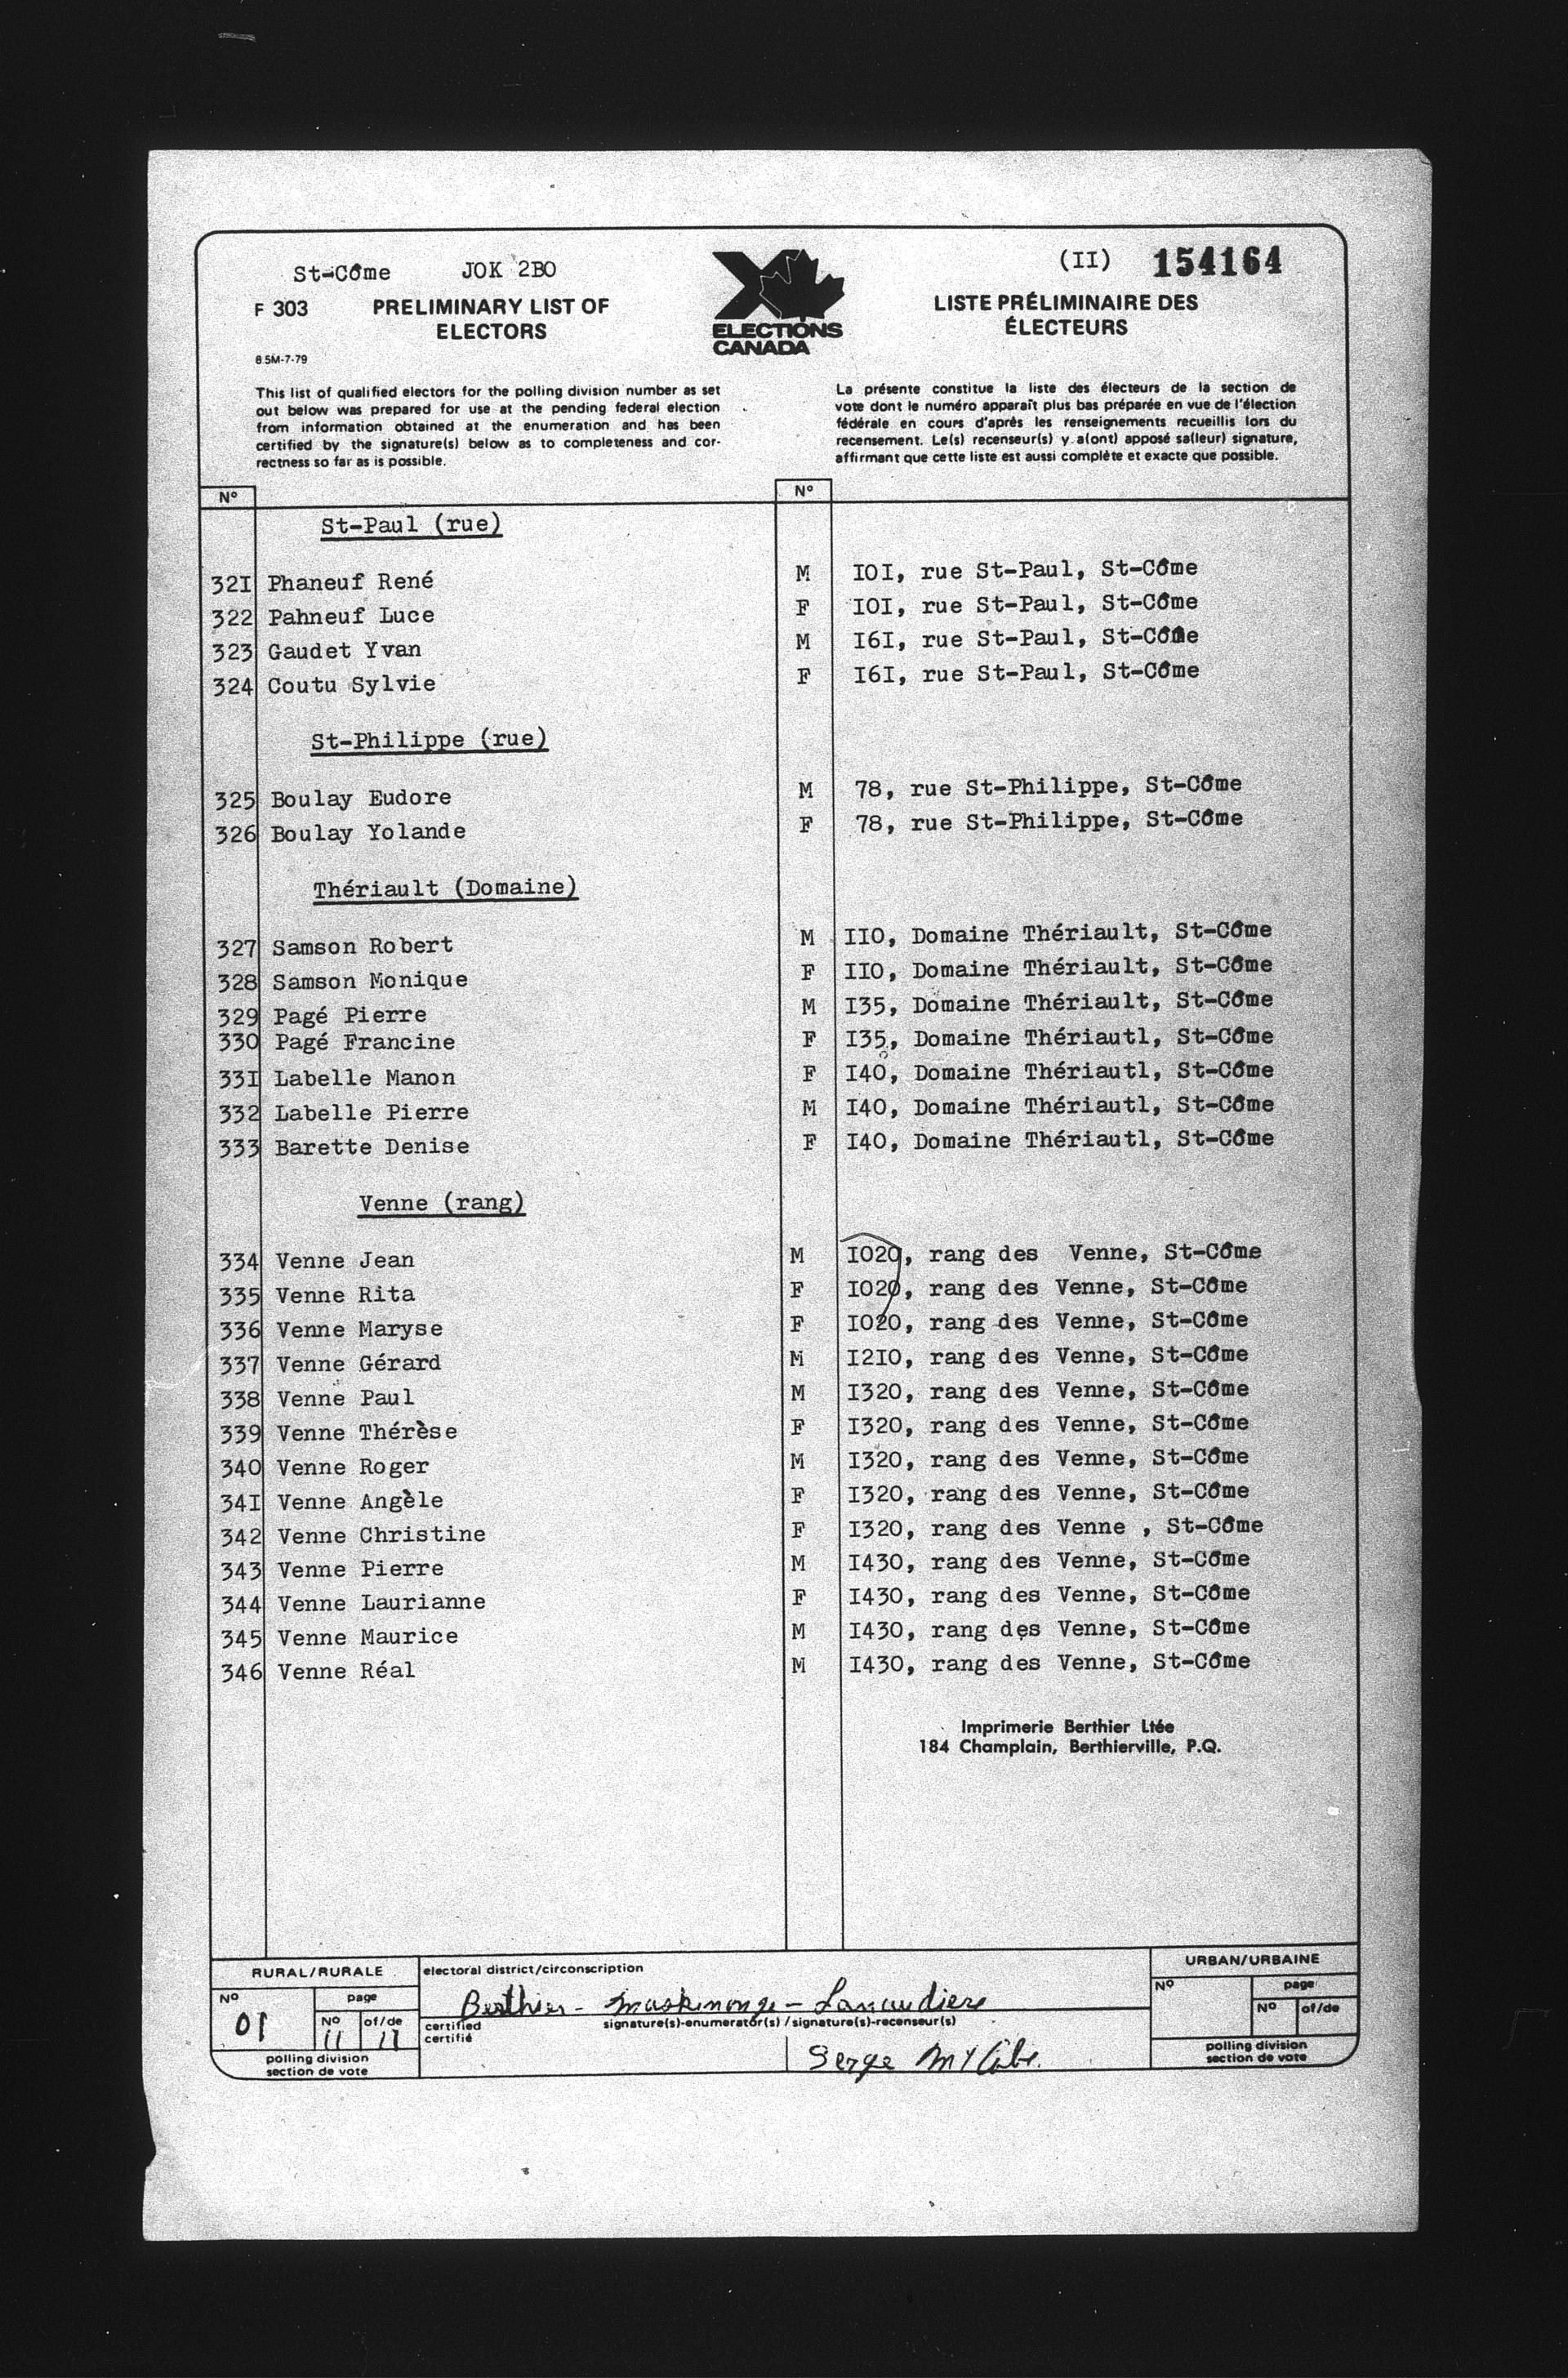 St-Côme JOK 2BO
(II) 154164
F 303 PRELIMINARY LIST OF
ELECTORS
8.5M-7-79
ELECTIONS
CANADA
LISTE PRÉLIMINAIRE DES
ÉLECTEURS
This list of qualified electors for the polling division number as set
out below was prepared for use at the pending federal election
from information obtained at the enumeration and has been
certified by the signature(s) below as to completeness and cor-
rectness so far as is possible.
La présente constitue la liste des électeurs de la section de
vote dont le numéro apparaît plus bas préparée en vue de l'élection
fédérale en cours d'après les renseignements recueillis lors du
recensement. Le(s) recenseur(s) y a(ont) apposé sa(leur) signature,
affirmant que cette liste est aussi complète et exacte que possible.
No No
St-Paul (rue)
32I Phaneuf René M IOI, rue St-Paul, St-Côme
322 Pahneuf Luce F IOI, rue St-Paul, St-Côme
323 Gaudet Yvan M I6I, rue St-Paul, St-Côme
324 Coutu Sylvie F I6I, rue St-Paul, St-Côme
St-Philippe (rue)
325 Boulay Eudore M 78, rue St-Philippe, St-Côme
326 Boulay Yolande F 78, rue St-Philippe, St-Côme
Thériault (Domaine)
327 Samson Robert M IIO, Domaine Thériault, St-Côme
328 Samson Monique F IIO, Domaine Thériault, St-Côme
329 Pagé Pierre M I35, Domaine Thériault, St-Côme
330 Pagé Francine F I35, Domaine Thériautl, St-Côme
33I Labelle Manon F I40, Domaine Thériautl, St-Côme
332 Labelle Pierre M I40, Domaine Thériautl, St-Côme
333 Barette Denise F I40, Domaine Thériautl, St-Côme
Venne (rang)
334 Venne Jean M I020, rang des Venne, St-Côme
335 Venne Rita F I020, rang des Venne, St-Côme
336 Venne Maryse F I020, rang des Venne, St-Côme
337 Venne Gérard M I2IO, rang des Venne, St-Côme
338 Venne Paul M I320, rang des Venne, St-Côme
339 Venne Thérèse F I320, rang des Venne, St-Côme
340 Venne Roger M I320, rang des Venne, St-Côme
34I Venne Angèle F I320, rang des Venne, St-Côme
342 Venne Christine F I320, rang des Venne , St-Côme
343 Venne Pierre M I430, rang des Venne, St-Côme
344 Venne Laurianne F I430, rang des Venne, St-Côme
345 Venne Maurice M I430, rang des Venne, St-Côme
346 Venne Réal M I430, rang des Venne, St-Côme
Imprimerie Berthier Ltée
184 Champlain, Berthierville, P.Q.
RURAL/RURALE
No page
01 No of/de
11 11
polling division
section de vote
electoral district/circonscription
Berthier - Maskinongé - Lanaudière
certified
certifié
signature(s)-enumerator(s) / signature(s)-recenseur(s)
Serge
URBAN/URBAINE
No page
No of/de
polling division
section de vote